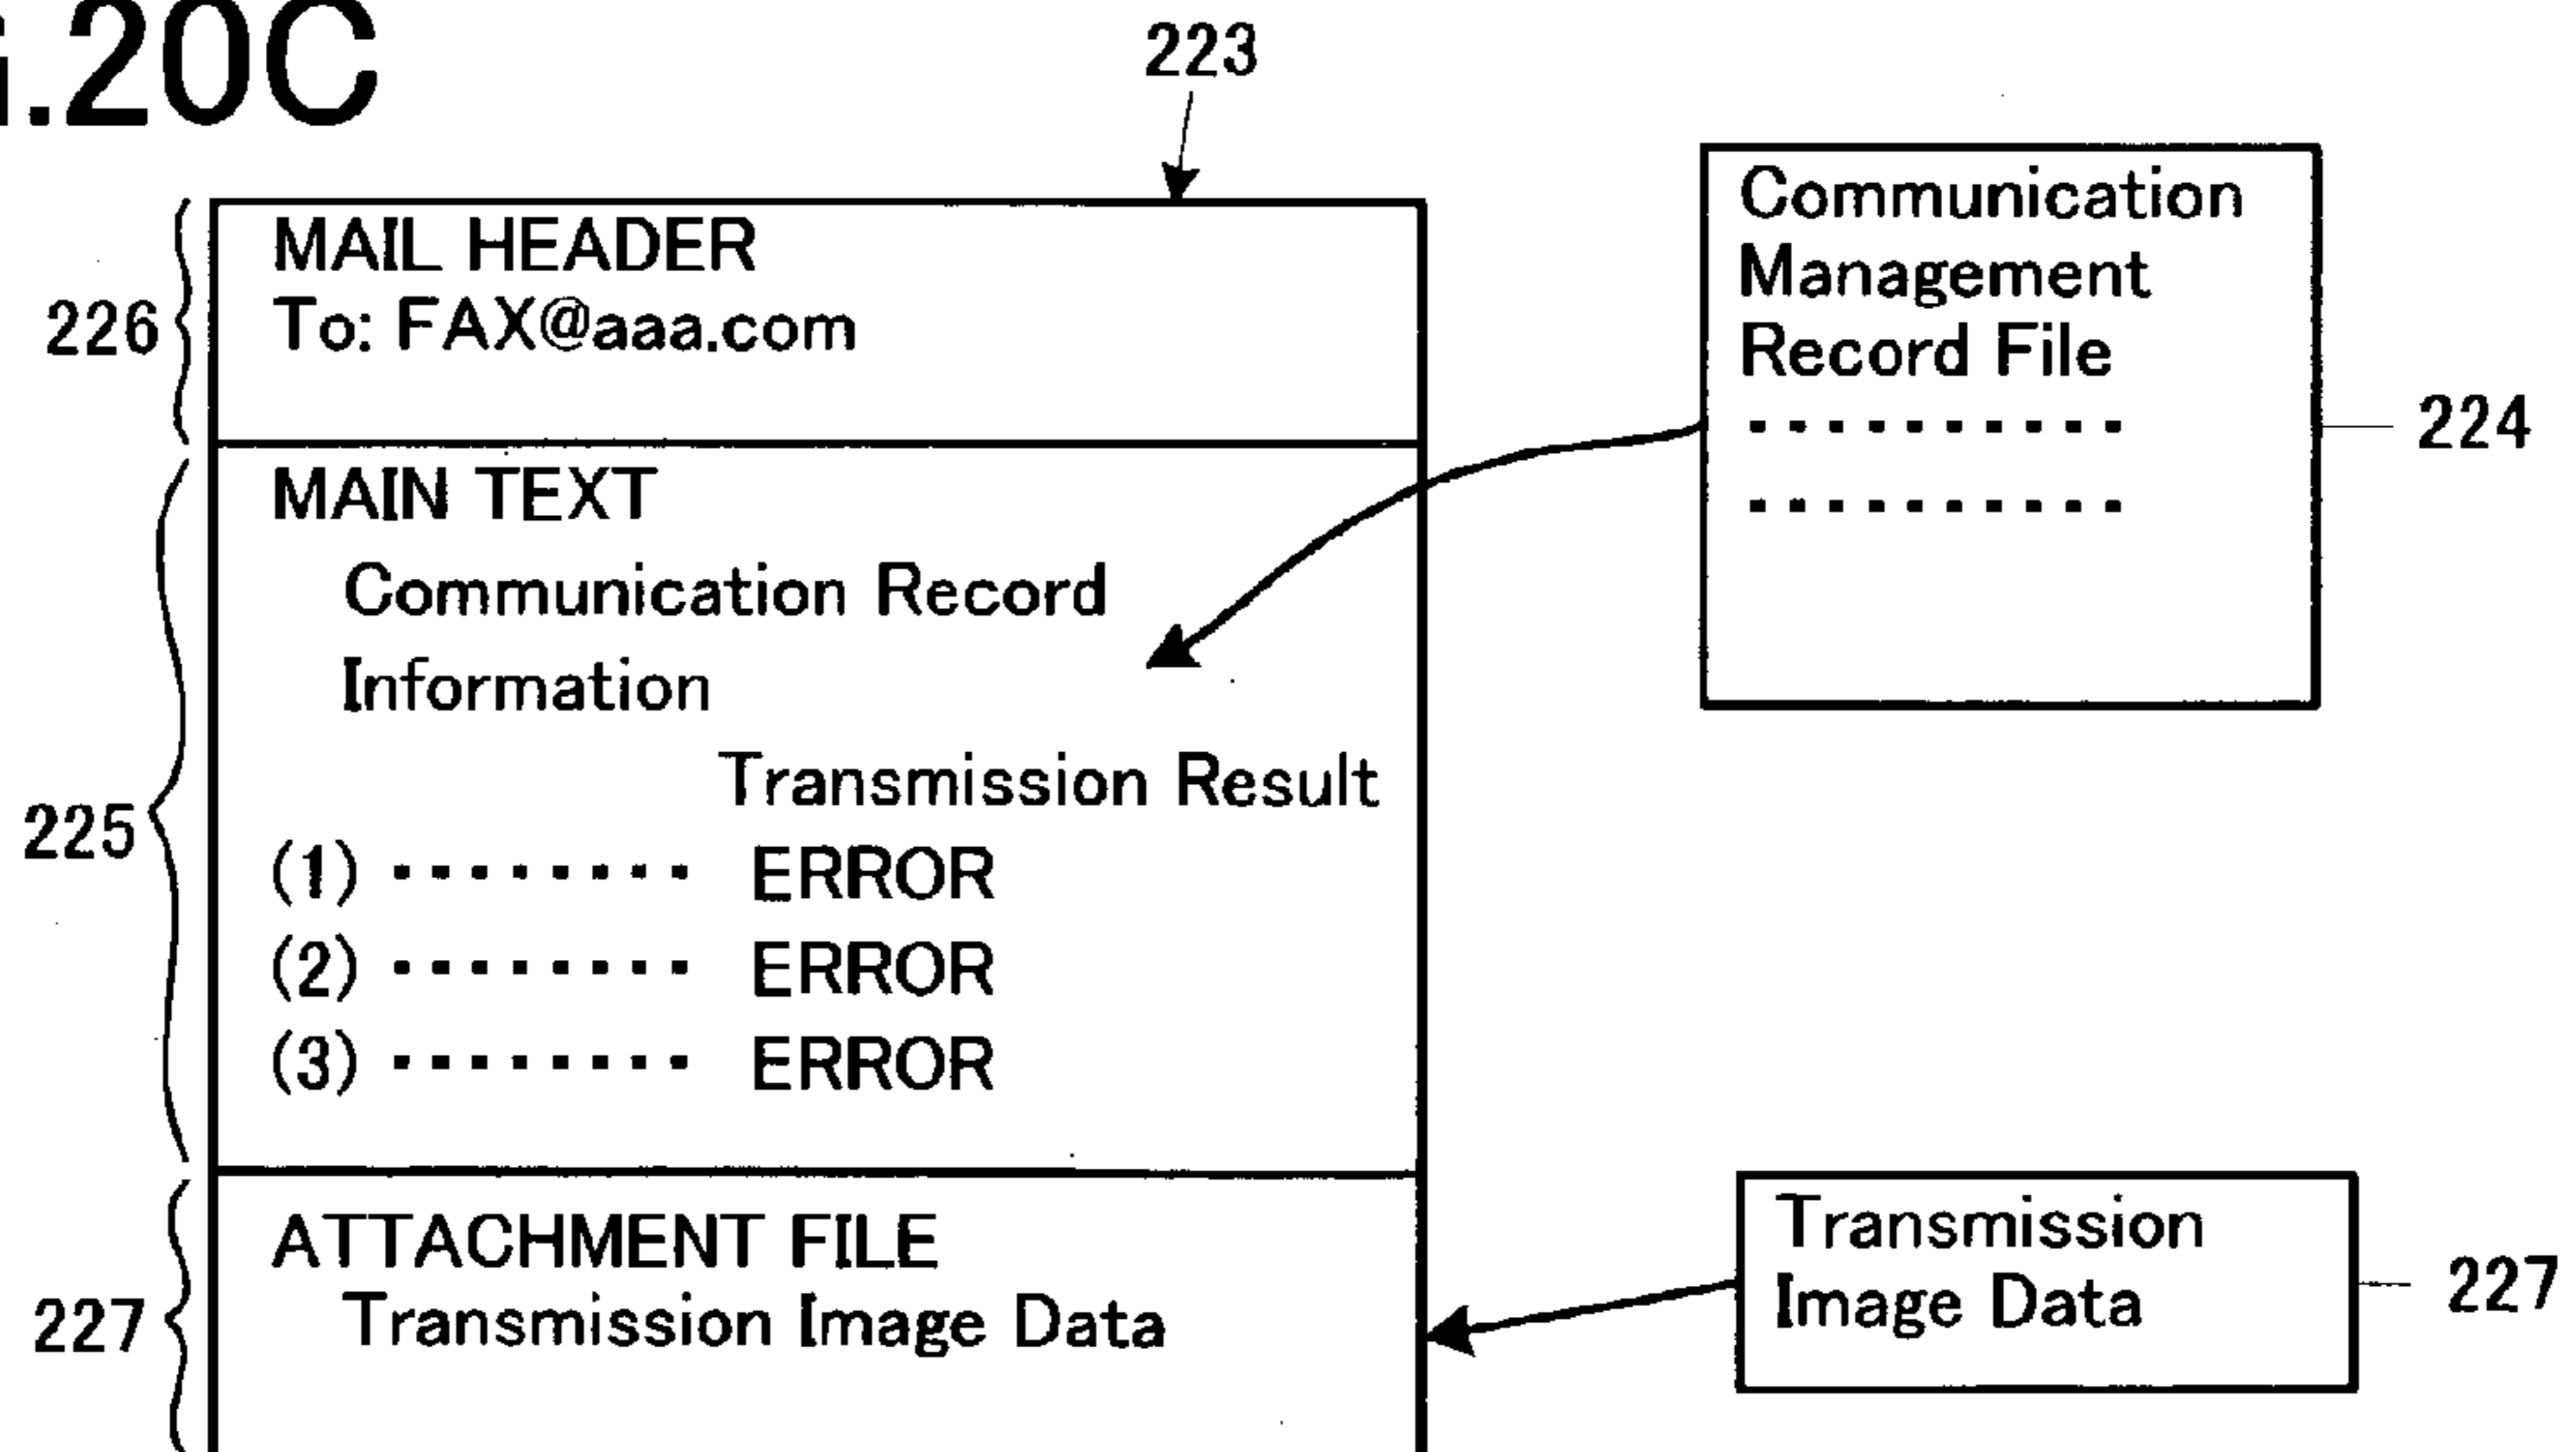 .20C
223
226
MAIL HEADER
To: FAX@aaa.com
Communication
Management
Record File
..........
..........
224
225
MAIN TEXT
Communication Record
Information
Transmission Result
(1) ........ ERROR
(2) ........ ERROR
(3) ........ ERROR
227
ATTACHMENT FILE
Transmission Image Data
Transmission
Image Data
227